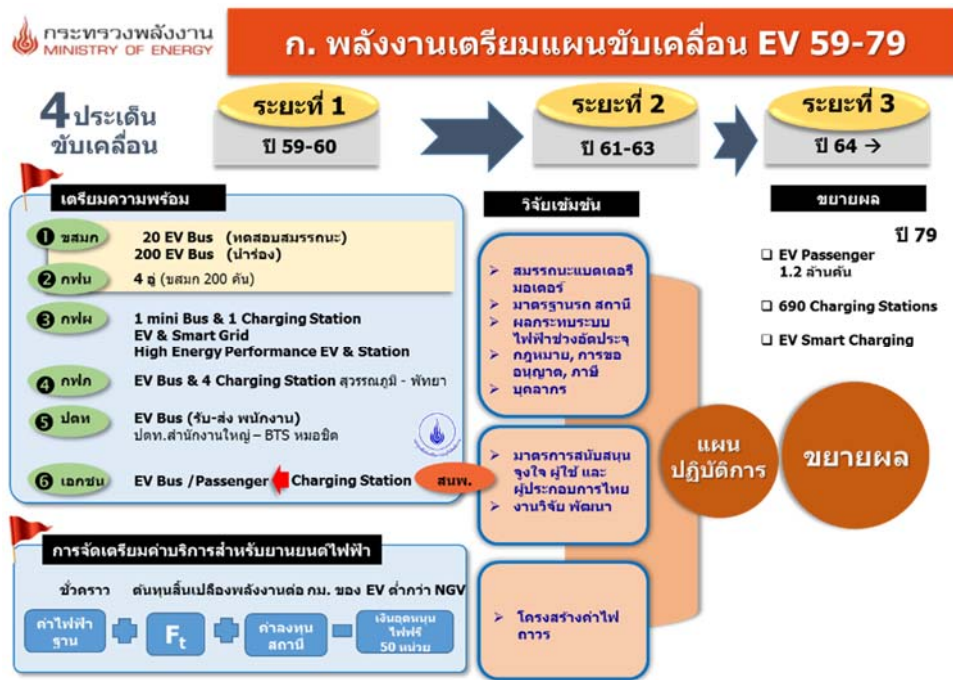 กระทรวงพลังงาน
MINISTRY OF ENERGY
ก. พลังงานเตรียมแผนขับเคลื่อน EV 59-79
4 ประเด็น
ขับเคลื่อน
ระยะที่ 1
ปี 59-60
ระยะที่ 2
ปี 61-63
ระยะที่ 3
ปี 64 →
เตรียมความพร้อม
1 ขสมก
20 EV Bus (ทดสอบสมรรถนะ)
200 EV Bus (นำร่อง)
2 กฟน
4 อู่ (ขสมก 200 คัน)
3 กฟผ
1 mini Bus & 1 Charging Station
EV & Smart Grid
High Energy Performance EV & Station
4 กฟภ
EV Bus & 4 Charging Station สุวรรณภูมิ - พัทยา
5 ปตท
EV Bus (รับ-ส่ง พนักงาน)
ปตท.สำนักงานใหญ่ – BTS หมอชิต
6 เอกชน
EV Bus /Passenger
Charging Station
สนพ.
การจัดเตรียมค่าบริการสำหรับยานยนต์ไฟฟ้า
ชั่วคราว
ต้นทุนสิ้นเปลืองพลังงานต่อ กม. ของ EV ต่ำกว่า NGV
ค่าไฟฟ้า
ฐาน
Ft
ค่าลงทุน
สถานี
เงินอุดหนุน
ไฟฟรี
50 หน่วย
วิจัยเข้มข้น
➢ สมรรถนะแบตเตอรี่
มอเตอร์
➢ มาตรฐานรถ สถานี
➢ ผลกระทบระบบ
ไฟฟ้าช่วงอัดประจุ
➢ กฎหมาย, การขอ
อนุญาต, ภาษี
➢ บุคลากร
➢ มาตรการสนับสนุน
จูงใจ ผู้ใช้ และ
ผู้ประกอบการไทย
➢ งานวิจัย พัฒนา
➢ โครงสร้างค่าไฟ
ถาวร
แผน
ปฏิบัติการ
ขยายผล
ปี 79
❑ EV Passenger
1.2 ล้านคัน
❑ 690 Charging Stations
❑ EV Smart Charging
ขยายผล